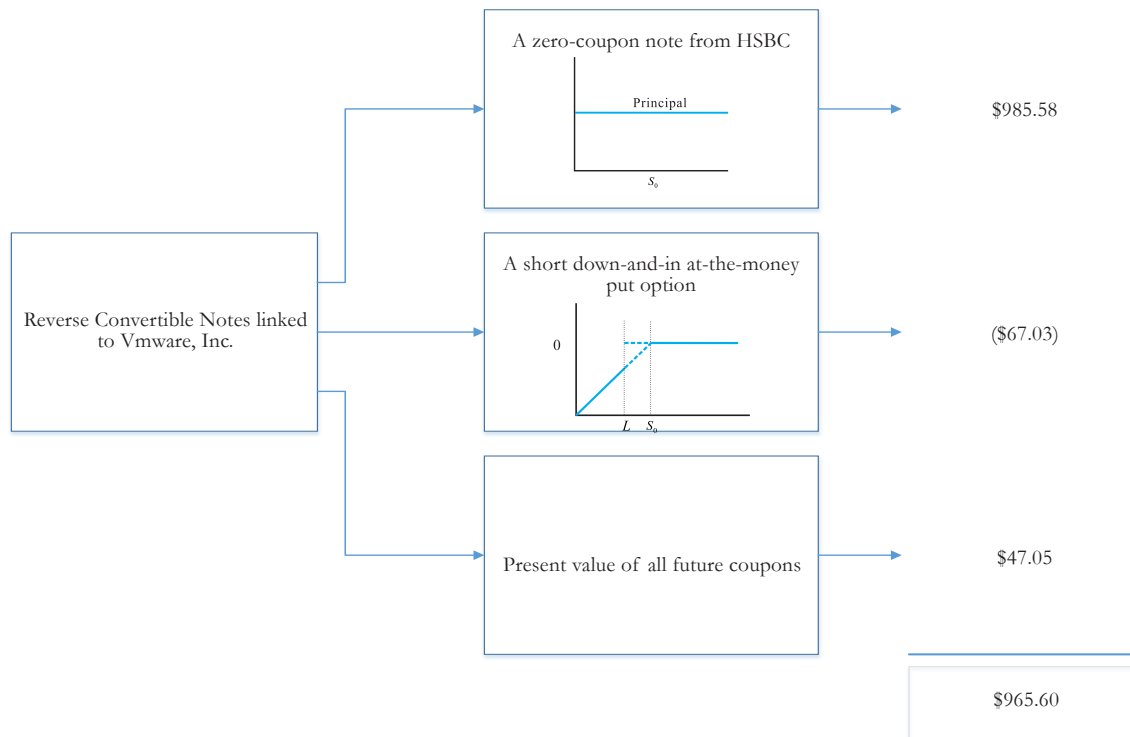 A zero-coupon note from HSBC
Principal
S₀
$985.58
Reverse Convertible Notes linked
to Vmware, Inc.
A short down-and-in at-the-money
put option
0
L S₀
($67.03)
Present value of all future coupons
$47.05
$965.60